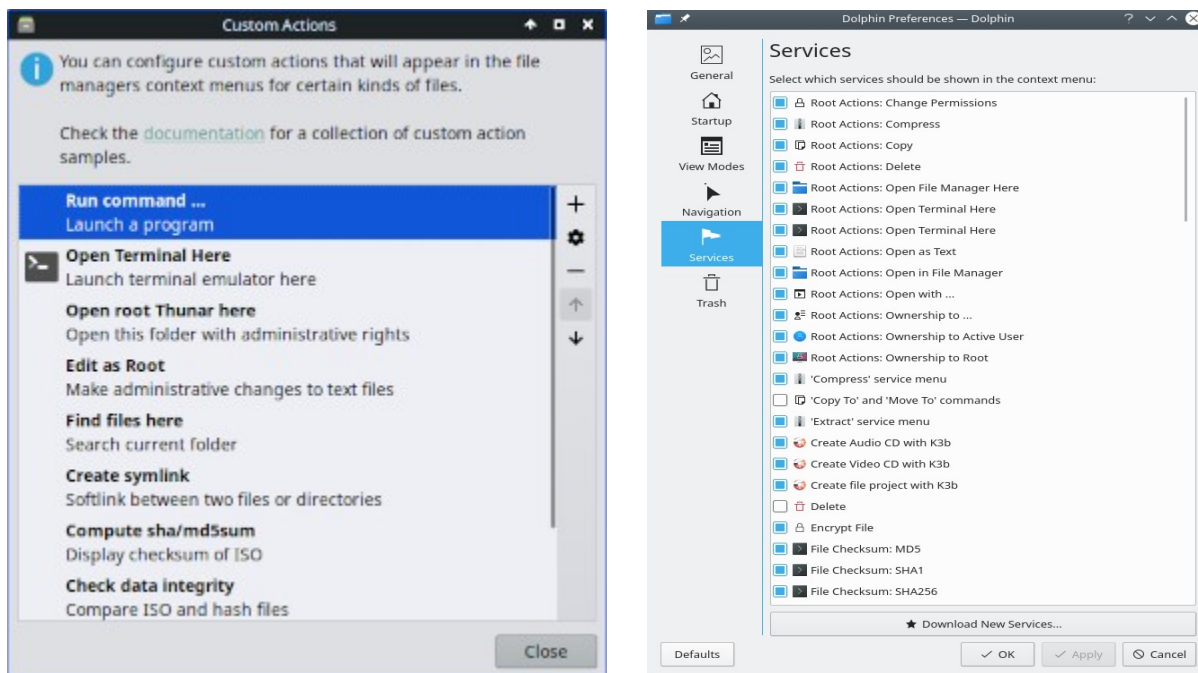 Custom Actions
You can configure custom actions that will appear in the file
managers context menus for certain kinds of files.
Check the documentation for a collection of custom action
samples.
Run command ...
Launch a program
Open Terminal Here
Launch terminal emulator here
Open root Thunar here
Open this folder with administrative rights
Edit as Root
Make administrative changes to text files
Find files here
Search current folder
Create symlink
Softlink between two files or directories
Compute sha/md5sum
Display checksum of ISO
Check data integrity
Compare ISO and hash files
Close
Dolphin Preferences — Dolphin
General
Startup
View Modes
Navigation
Services
Trash
Services
Select which services should be shown in the context menu:
Root Actions: Change Permissions
Root Actions: Compress
Root Actions: Copy
Root Actions: Delete
Root Actions: Open File Manager Here
Root Actions: Open Terminal Here
Root Actions: Open Terminal Here
Root Actions: Open as Text
Root Actions: Open in File Manager
Root Actions: Open with ...
Root Actions: Ownership to ...
Root Actions: Ownership to Active User
Root Actions: Ownership to Root
'Compress' service menu
'Copy To' and 'Move To' commands
'Extract' service menu
Create Audio CD with K3b
Create Video CD with K3b
Create file project with K3b
Delete
Encrypt File
File Checksum: MD5
File Checksum: SHA1
File Checksum: SHA256
Download New Services...
Defaults
OK
Apply
Cancel